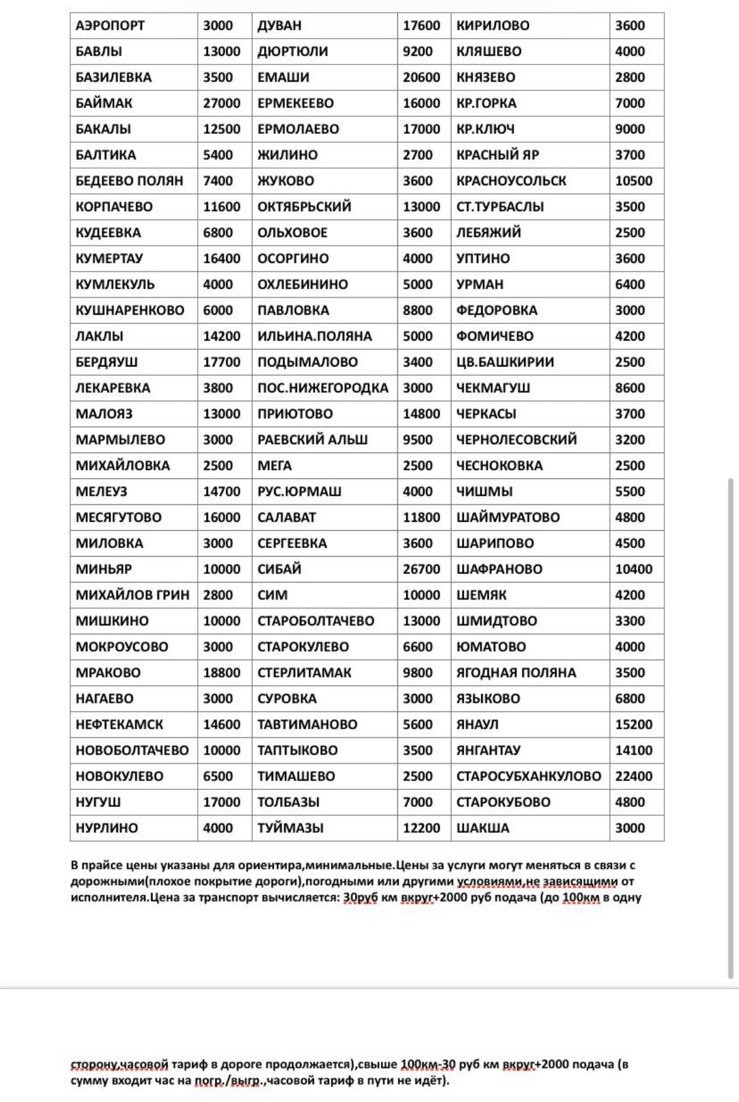 АЭРОПОРТ 3000 ДУВАН 17600 КИРИЛОВО 3600
БАВЛЫ 13000 ДЮРТЮЛИ 9200 КЛЯШЕВО 4000
БАЗИЛЕВКА 3500 ЕМАШИ 20600 КНЯЗЕВО 2800
БАЙМАК 27000 ЕРМЕКЕЕВО 16000 КР.ГОРКА 7000
БАКАЛЫ 12500 ЕРМОЛАЕВО 17000 КР.КЛЮЧ 9000
БАЛТИКА 5400 ЖИЛИНО 2700 КРАСНЫЙ ЯР 3700
БЕДЕЕВО ПОЛЯН 7400 ЖУКОВО 3600 КРАСНОУСОЛЬСК 10500
КОРПАЧЕВО 11600 ОКТЯБРЬСКИЙ 13000 СТ.ТУРБАСЛЫ 3500
КУДЕЕВКА 6800 ОЛЬХОВОЕ 3600 ЛЕБЯЖИЙ 2500
КУМЕРТАУ 16400 ОСОРГИНО 4000 УПТИНО 3600
КУМЛЕКУЛЬ 4000 ОХЛЕБИНИНО 5000 УРМАН 6400
КУШНАРЕНКОВО 6000 ПАВЛОВКА 8800 ФЕДОРОВКА 3000
ЛАКЛЫ 14200 ИЛЬИНА.ПОЛЯНА 5000 ФОМИЧЕВО 4200
БЕРДЯУШ 17700 ПОДЫМАЛОВО 3400 ЦВ.БАШКИРИИ 2500
ЛЕКАРЕВКА 3800 ПОС.НИЖЕГОРОДКА 3000 ЧЕКМАГУШ 8600
МАЛОЯЗ 13000 ПРИЮТОВО 14800 ЧЕРКАСЫ 3700
МАРМЫЛЕВО 3000 РАЕВСКИЙ АЛЬШ 9500 ЧЕРНОЛЕСОВСКИЙ 3200
МИХАЙЛОВКА 2500 МЕГА 2500 ЧЕСНОКОВКА 2500
МЕЛЕУЗ 14700 РУС.ЮРМАШ 4000 ЧИШМЫ 5500
МЕСЯГУТОВО 16000 САЛАВАТ 11800 ШАЙМУРАТОВО 4800
МИЛОВКА 3000 СЕРГЕЕВКА 3600 ШАРИПОВО 4500
МИНЬЯР 10000 СИБАЙ 26700 ШАФРАНОВО 10400
МИХАЙЛОВ ГРИН 2800 СИМ 10000 ШЕМЯК 4200
МИШКИНО 10000 СТАРОБОЛТАЧЕВО 13000 ШМИДТОВО 3300
МОКРОУСОВО 3000 СТАРОКУЛЕВО 6600 ЮМАТОВО 4000
МРАКОВО 18800 СТЕРЛИТАМАК 9800 ЯГОДНАЯ ПОЛЯНА 3500
НАГАЕВО 3000 СУРОВКА 3000 ЯЗЫКОВО 6800
НЕФТЕКАМСК 14600 ТАВТИМАНОВО 5600 ЯНАУЛ 15200
НОВОБОЛТАЧЕВО 10000 ТАПТЫКОВО 3500 ЯНГАНТАУ 14100
НОВОКУЛЕВО 6500 ТИМАШЕВО 2500 СТАРОСУБХАНКУЛОВО 22400
НУГУШ 17000 ТОЛБАЗЫ 7000 СТАРОКУБОВО 4800
НУРЛИНО 4000 ТУЙМАЗЫ 12200 ШАКША 3000
В прайсе цены указаны для ориентира,минимальные.Цены за услуги могут меняться в связи с
дорожными(плохое покрытие дороги),погодными или другими условиями,не зависящими от
исполнителя.Цена за транспорт вычисляется: 30руб км вкруг+2000 руб подача (до 100км в одну
сторону,часовой тариф в дороге продолжается),свыше 100км-30 руб км вкруг+2000 подача (в
сумму входит час на погр./выгр.,часовой тариф в пути не идёт).